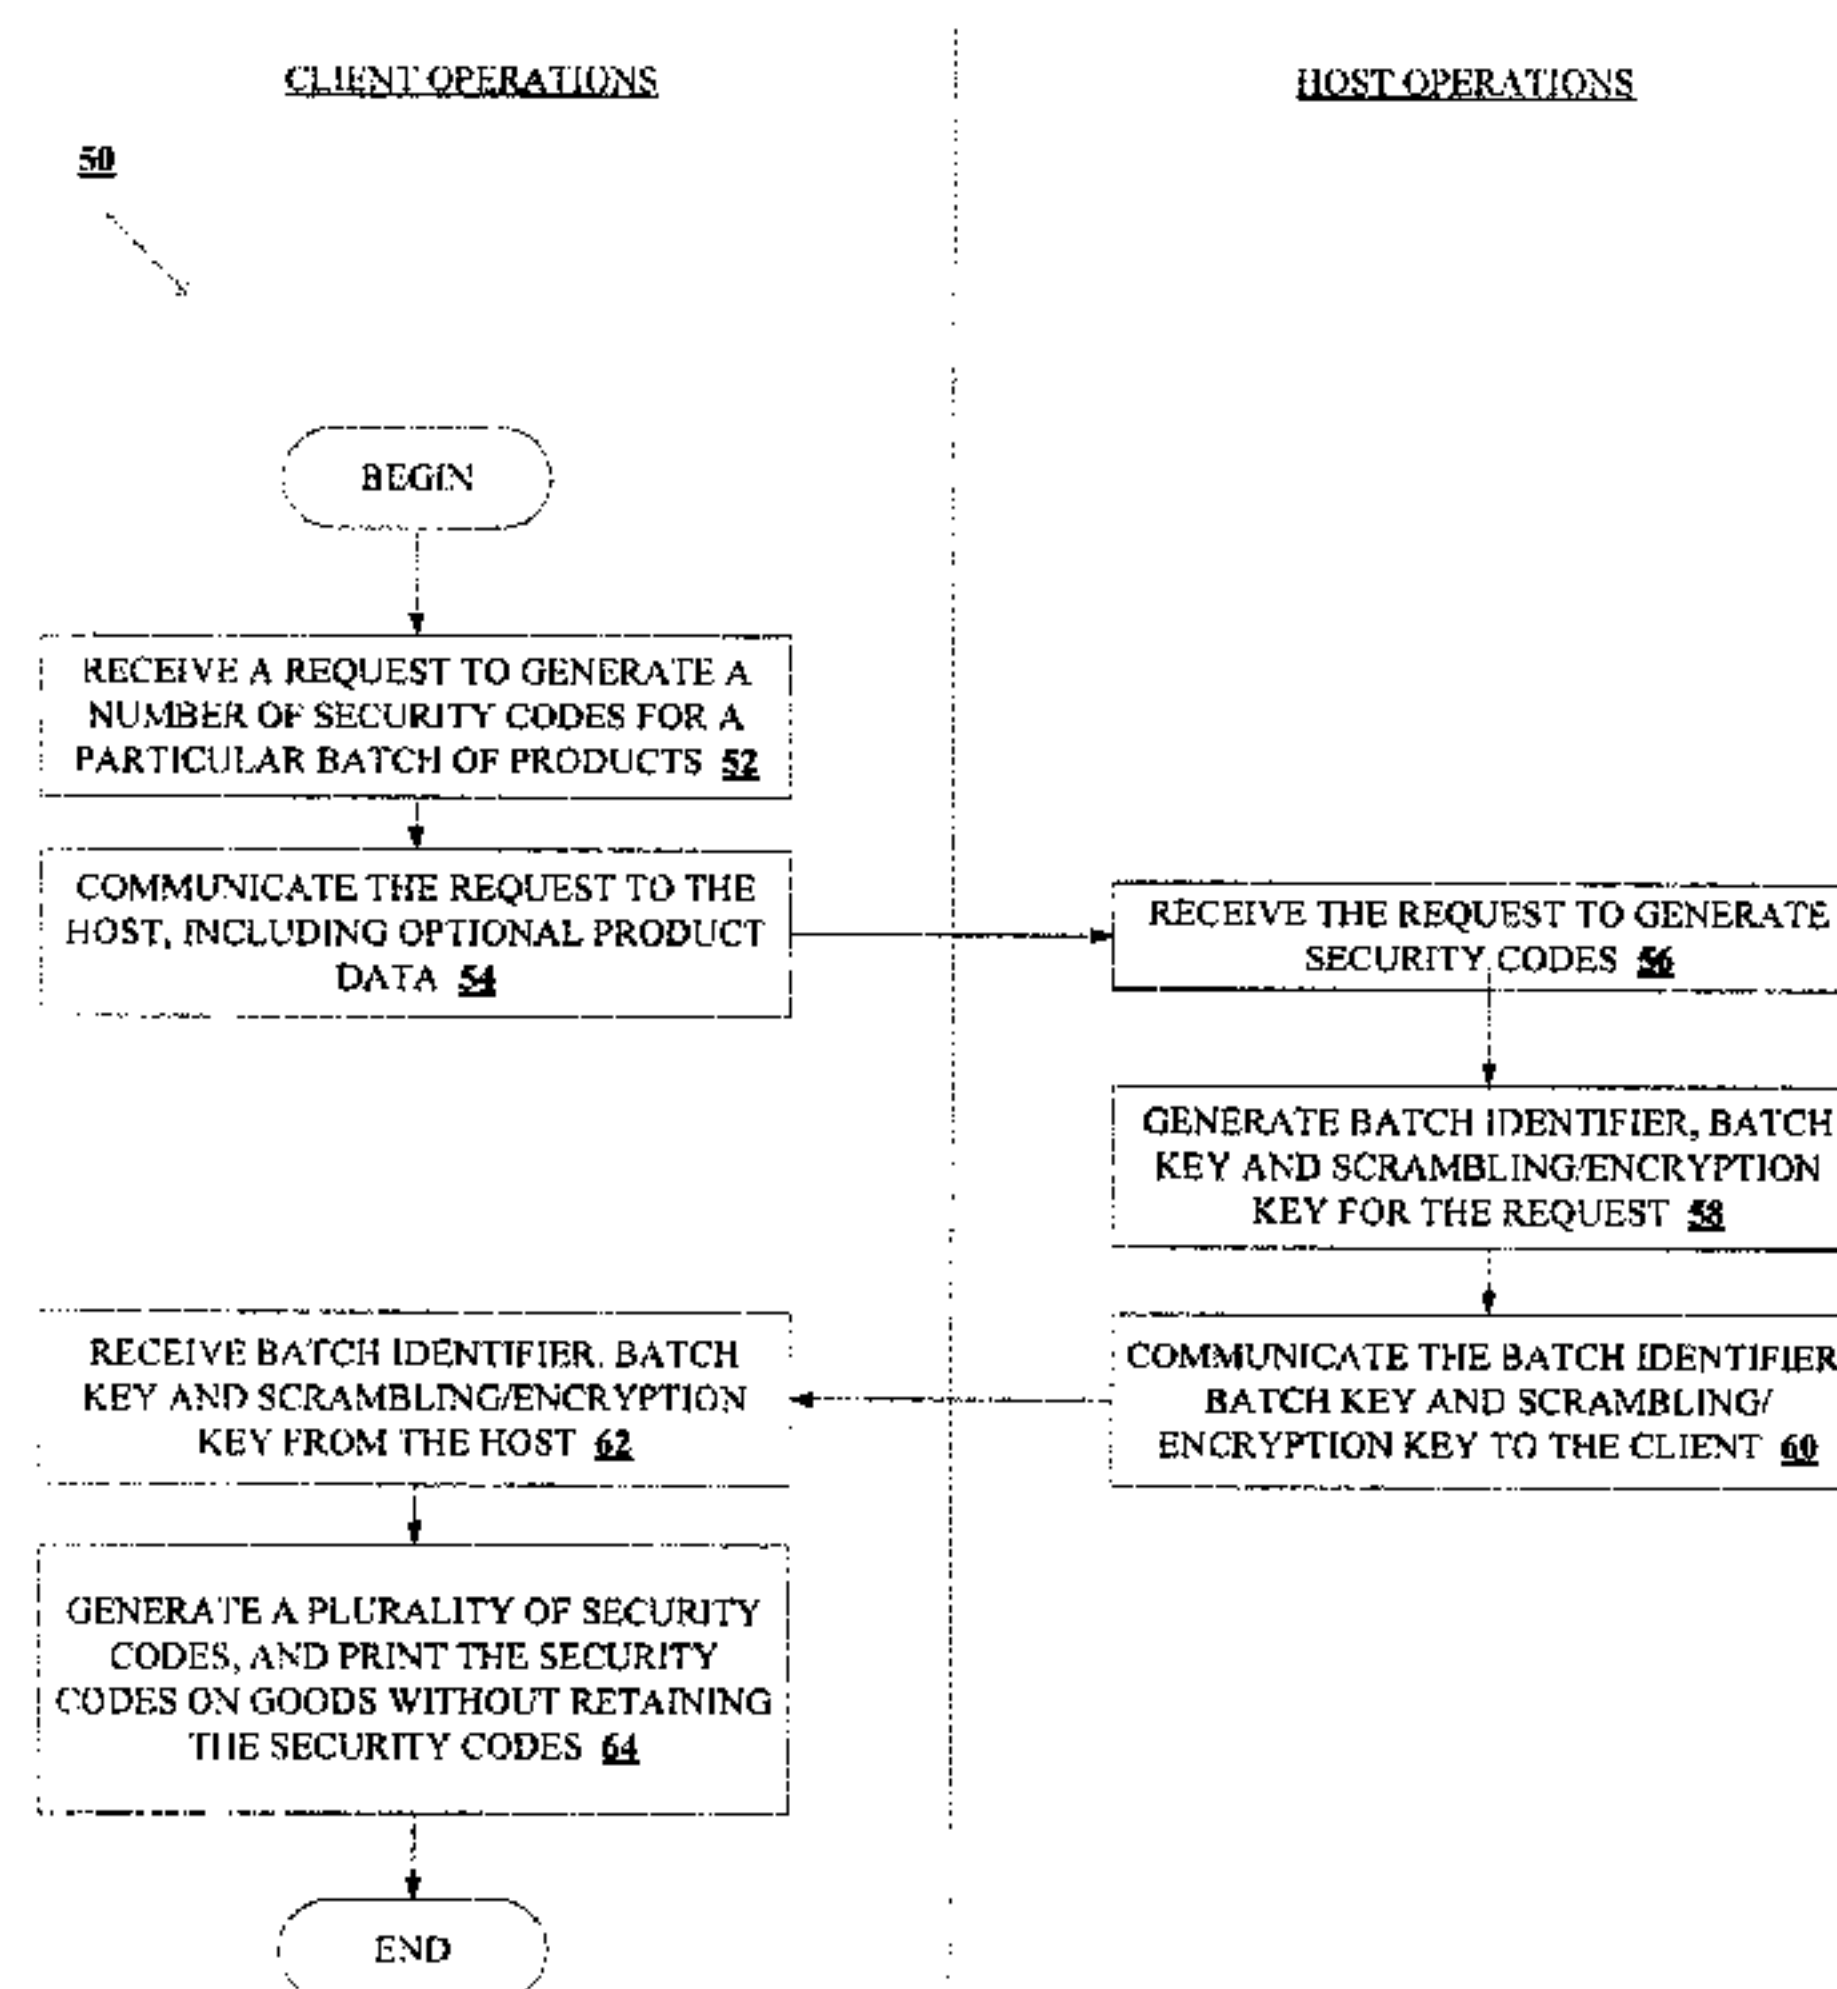 CLIENT OPERATIONS
HOST OPERATIONS
50
BEGIN
RECEIVE A REQUEST TO GENERATE A
NUMBER OF SECURITY CODES FOR A
PARTICULAR BATCH OF PRODUCTS 52
COMMUNICATE THE REQUEST TO THE
HOST, INCLUDING OPTIONAL PRODUCT
DATA 54
RECEIVE THE REQUEST TO GENERATE
SECURITY CODES 56
GENERATE BATCH IDENTIFIER, BATCH
KEY AND SCRAMBLING/ENCRYPTION
KEY FOR THE REQUEST 58
COMMUNICATE THE BATCH IDENTIFIER
BATCH KEY AND SCRAMBLING/
ENCRYPTION KEY TO THE CLIENT 60
RECEIVE BATCH IDENTIFIER, BATCH
KEY AND SCRAMBLING/ENCRYPTION
KEY FROM THE HOST 62
GENERATE A PLURALITY OF SECURITY
CODES, AND PRINT THE SECURITY
CODES ON GOODS WITHOUT RETAINING
THE SECURITY CODES 64
END